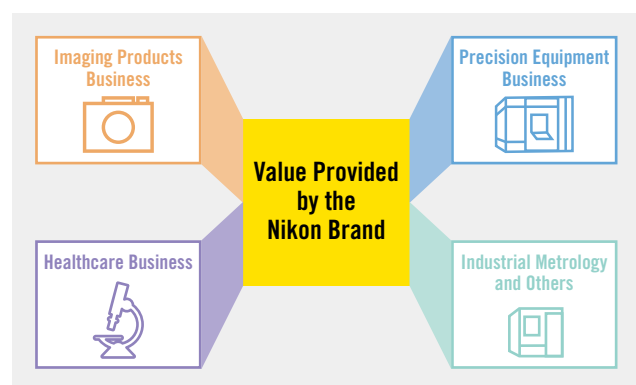 Imaging Products
Business
Precision Equipment
Business
Value Provided
by the
Nikon Brand
Healthcare Business
Industrial Metrology
and Others